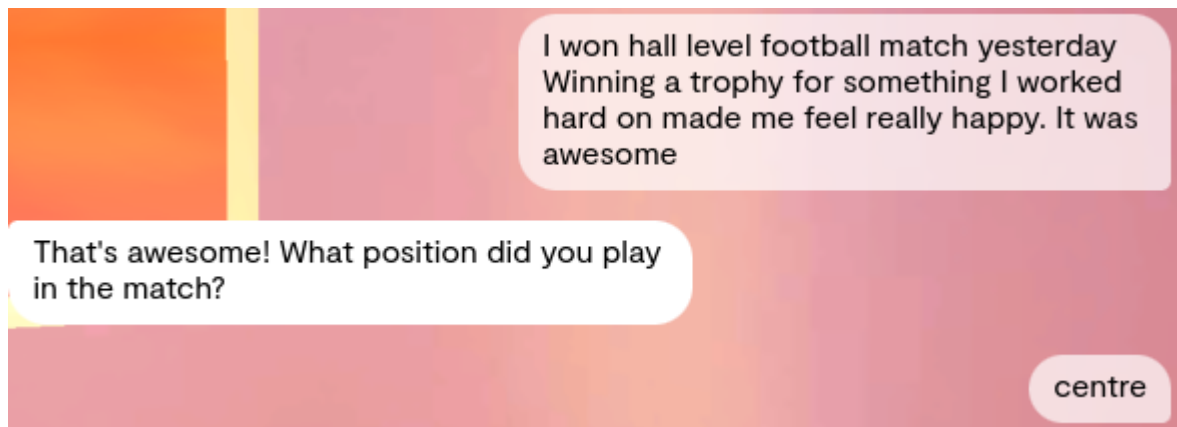 I won hall level football match yesterday
Winning a trophy for something I worked
hard on made me feel really happy. It was
awesome
That's awesome! What position did you play
in the match?
centre